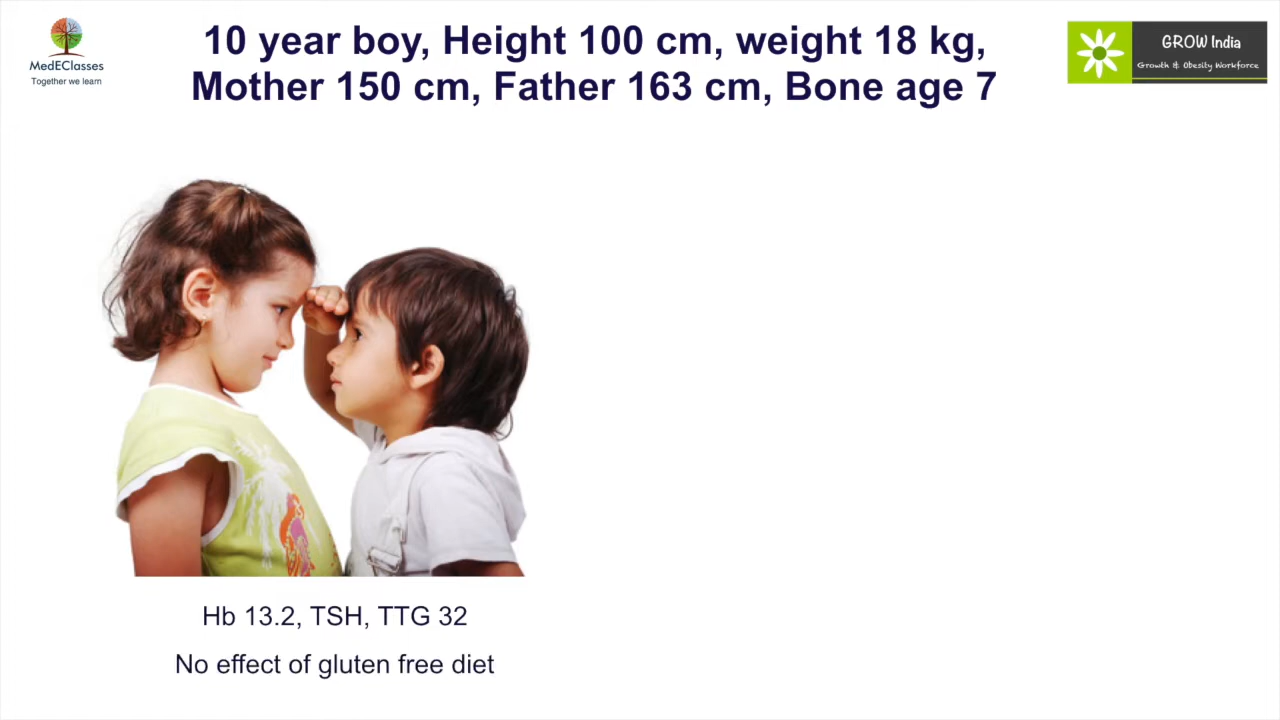 MedEClasses
Together we learn
10 year boy, Height 100 cm, weight 18 kg,
Mother 150 cm, Father 163 cm, Bone age 7
GROW India
Growth & Obesity Workforce
Hb 13.2, TSH, TTG 32
No effect of gluten free diet